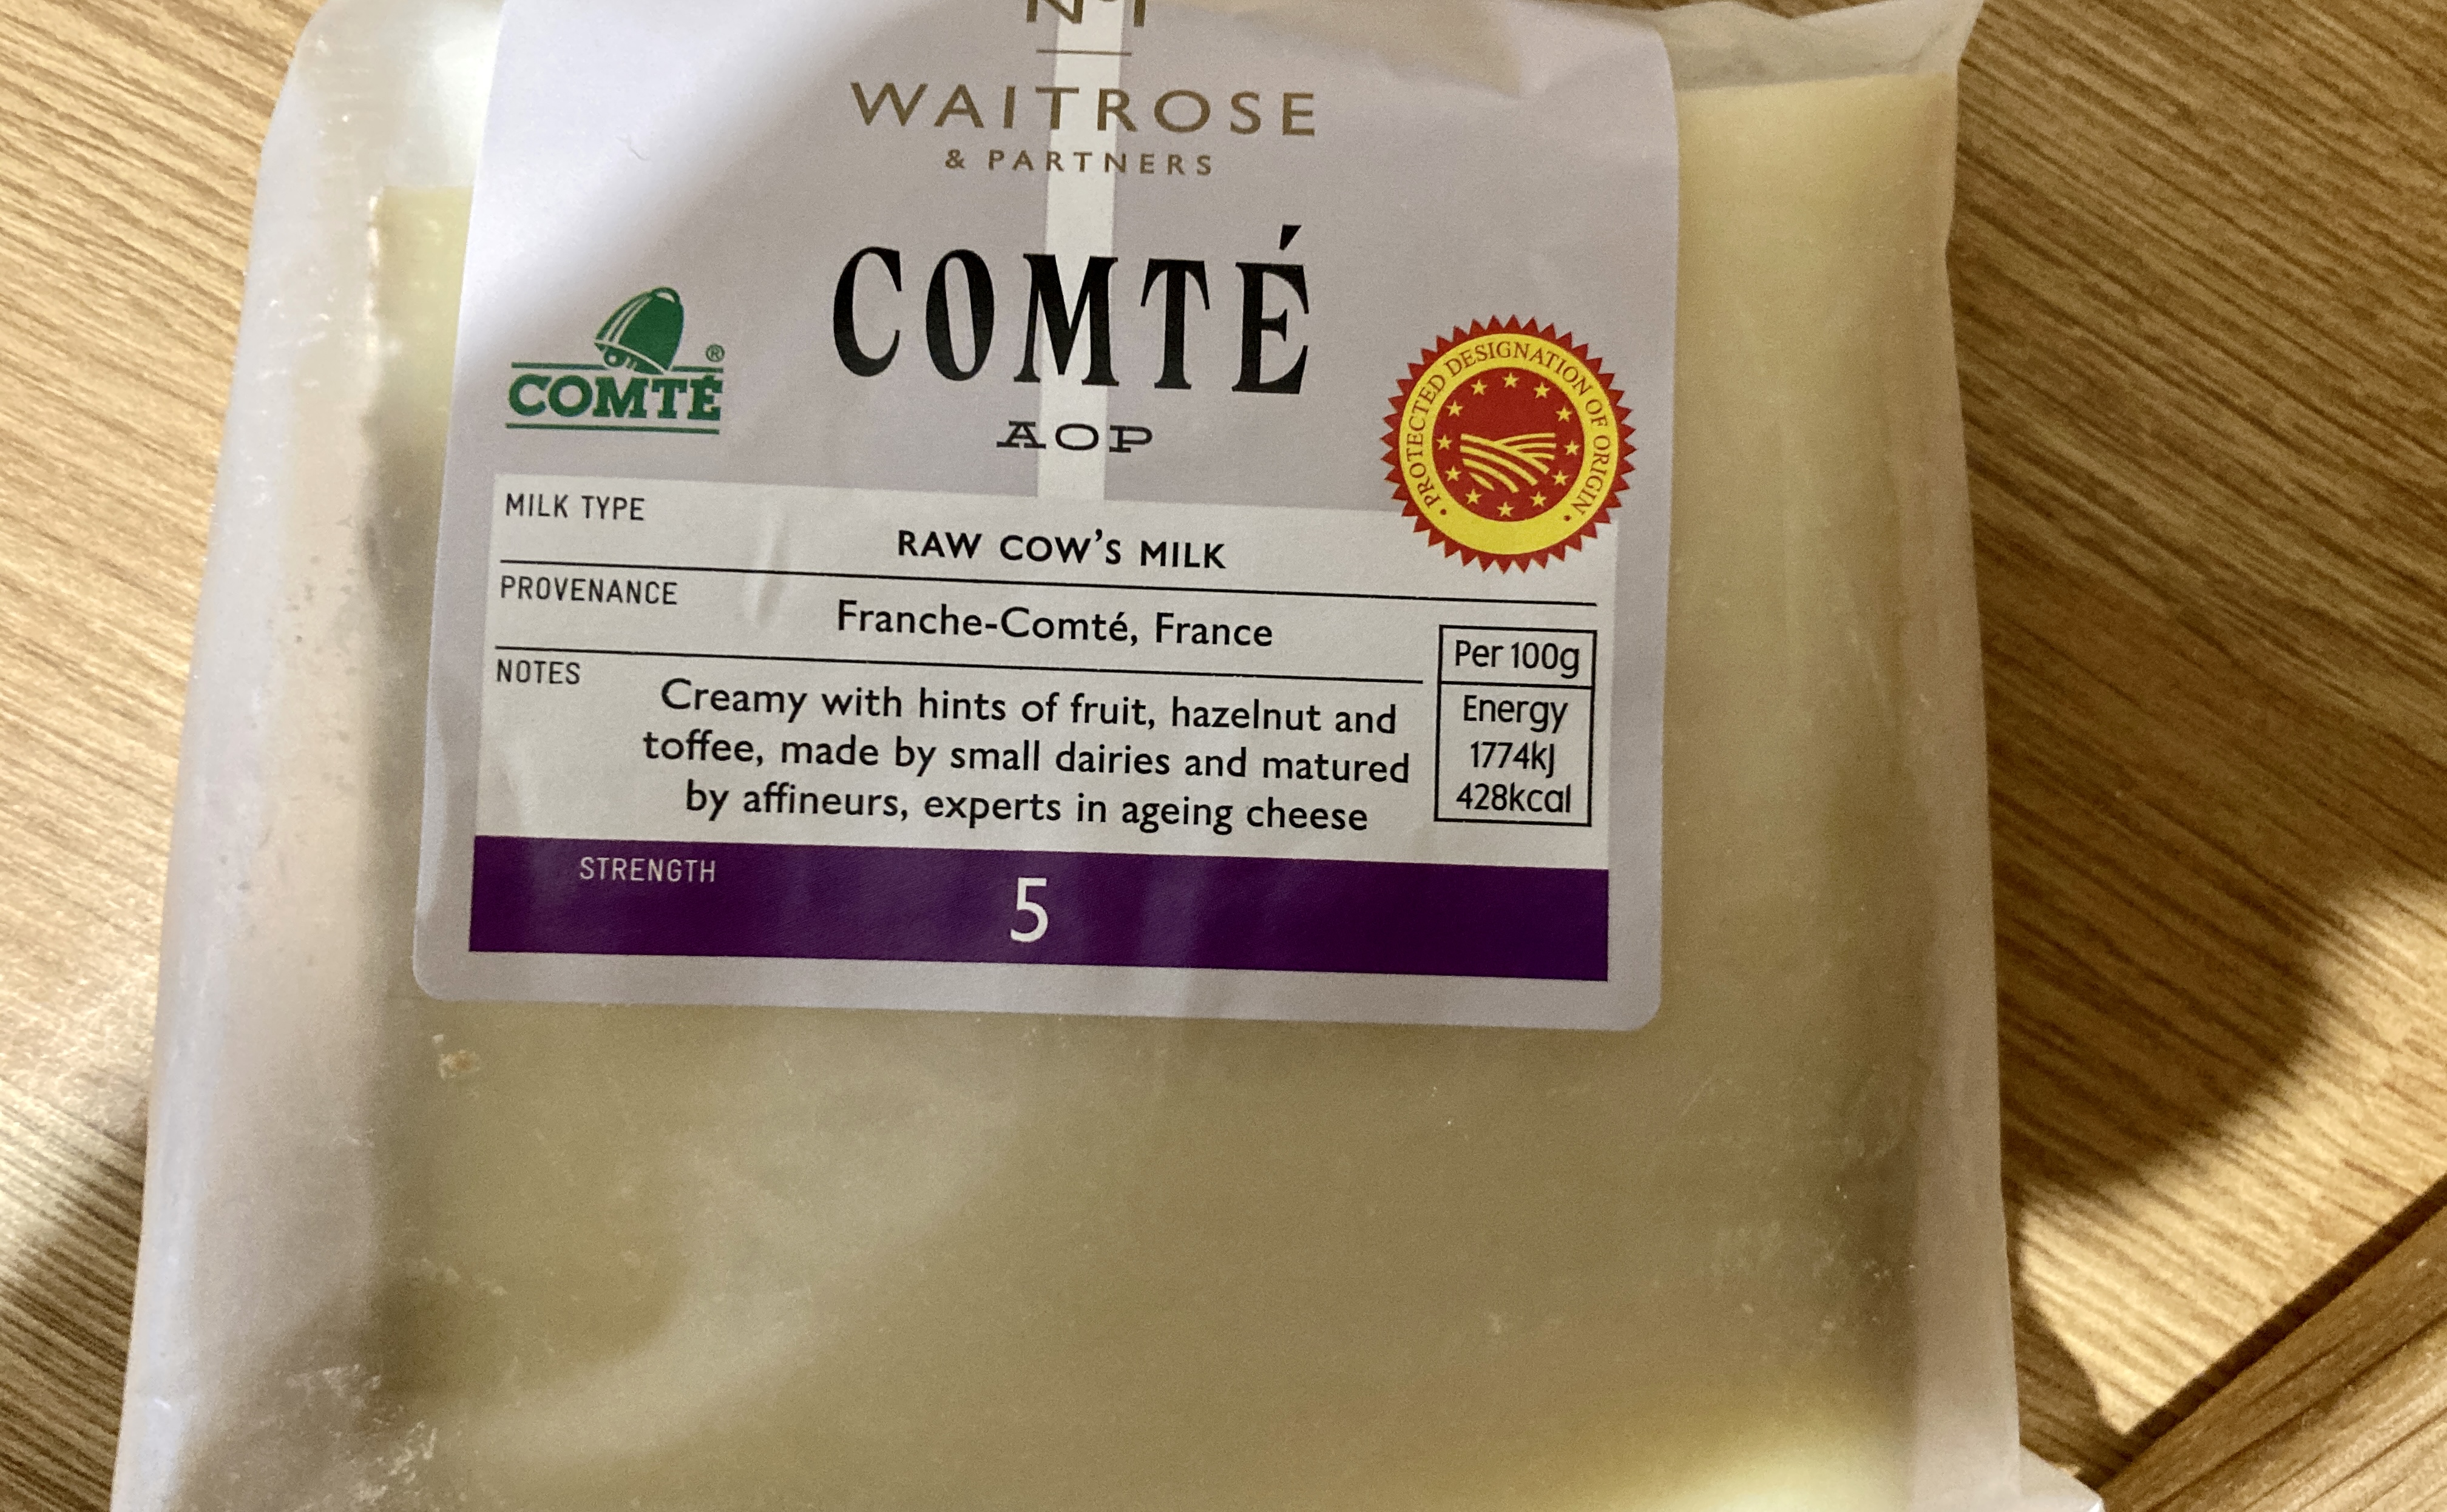 Nº1
WAITROSE
& PARTNERS
COMTÉ
AOP
COMTÉ®
PROTECTED DESIGNATION OF ORIGIN
MILK TYPE
RAW COW'S MILK
PROVENANCE
Franche-Comté, France
NOTES
Creamy with hints of fruit, hazelnut and
toffee, made by small dairies and matured
by affineurs, experts in ageing cheese
Per 100g
Energy
1774kJ
428kcal
STRENGTH
5